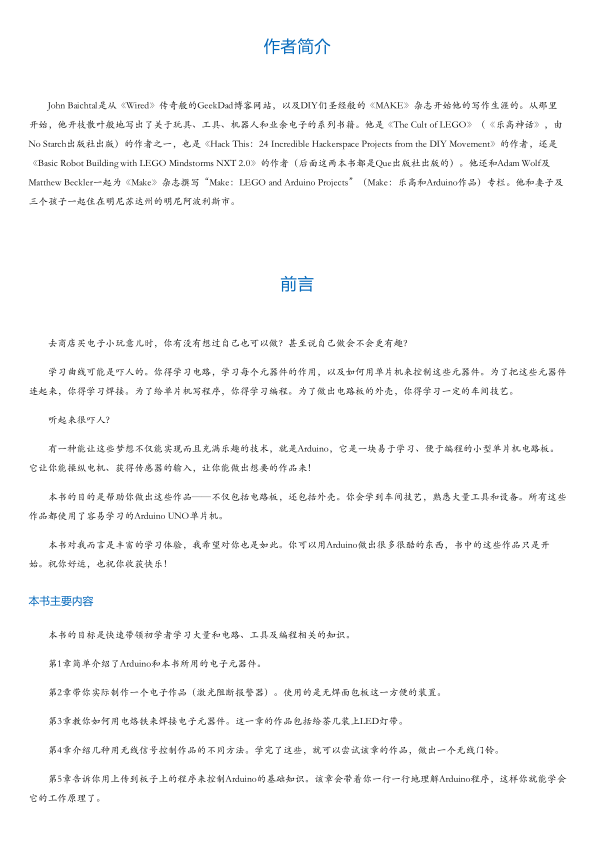 作者简介
John Baichtal是从《Wired》传奇般的GeekDad博客网站，以及DIY们圣经般的《MAKE》杂志开始他的写作生涯的。从那里
开始，他开枝散叶般地写出了关于玩具、工具、机器人和业余电子的系列书籍。他是《The Cult of LEGO》（《乐高神话》，由
No Starch出版社出版）的作者之一，也是《Hack This：24 Incredible Hackerspace Projects from the DIY Movement》的作者，还是
《Basic Robot Building with LEGO Mindstorms NXT 2.0》的作者（后面这两本书都是Que出版社出版的）。他还和Adam Wolf及
Matthew Beckler一起为《Make》杂志撰写“Make：LEGO and Arduino Projects”（Make：乐高和Arduino作品）专栏。他和妻子及
三个孩子一起住在明尼苏达州的明尼阿波利斯市。
前言
去商店买电子小玩意儿时，你有没有想过自己也可以做？甚至说自己做会不会更有趣？
学习曲线可能是吓人的。你得学习电路，学习每个元器件的作用，以及如何用单片机来控制这些元器件。为了把这些元器件
连起来，你得学习焊接。为了给单片机写程序，你得学习编程。为了做出电路板的外壳，你得学习一定的车间技艺。
听起来很吓人？
有一种能让这些梦想不仅能实现而且充满乐趣的技术，就是Arduino，它是一块易于学习、便于编程的小型单片机电路板。
它让你能操纵电机、获得传感器的输入，让你能做出想要的作品来！
本书的目的是帮助你做出这些作品——不仅包括电路板，还包括外壳。你会学到车间技艺，熟悉大量工具和设备。所有这些
作品都使用了容易学习的Arduino UNO单片机。
本书对我而言是丰富的学习体验，我希望对你也是如此。你可以用Arduino做出很多很酷的东西，书中的这些作品只是开
始。祝你好运，也祝你收获快乐！
本书主要内容
本书的目标是快速带领初学者学习大量和电路、工具及编程相关的知识。
第1章简单介绍了Arduino和本书所用的电子元器件。
第2章带你实际制作一个电子作品（激光阻断报警器）。使用的是无焊面包板这一方便的装置。
第3章教你如何用电烙铁来焊接电子元器件。这一章的作品包括给茶几装上LED灯带。
第4章介绍几种用无线信号控制作品的不同方法。学完了这些，就可以尝试该章的作品，做出一个无线门铃。
第5章告诉你用上传到板子上的程序来控制Arduino的基础知识。该章会带着你一行一行地理解Arduino程序，这样你就能学会
它的工作原理了。